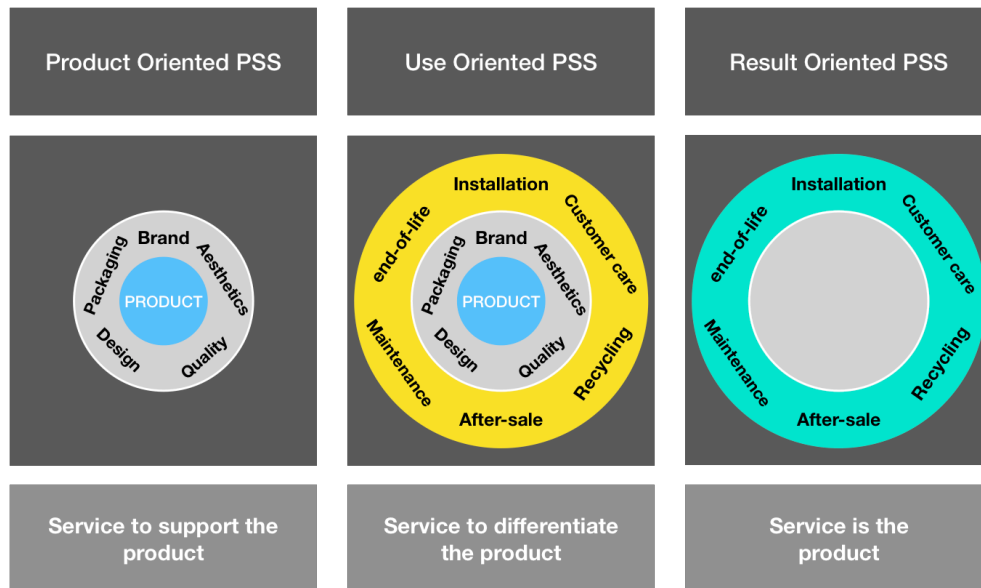 Product Oriented PSS
Use Oriented PSS
Result Oriented PSS
Brand
Packaging
Aesthetics
PRODUCT
Design
Quality
Installation
end-of-life
Customer care
Brand
Packaging
Aesthetics
PRODUCT
Design
Quality
Maintenance
Recycling
After-sale
Installation
end-of-life
Customer care
Maintenance
Recycling
After-sale
Service to support the
product
Service to differentiate
the product
Service is the
product